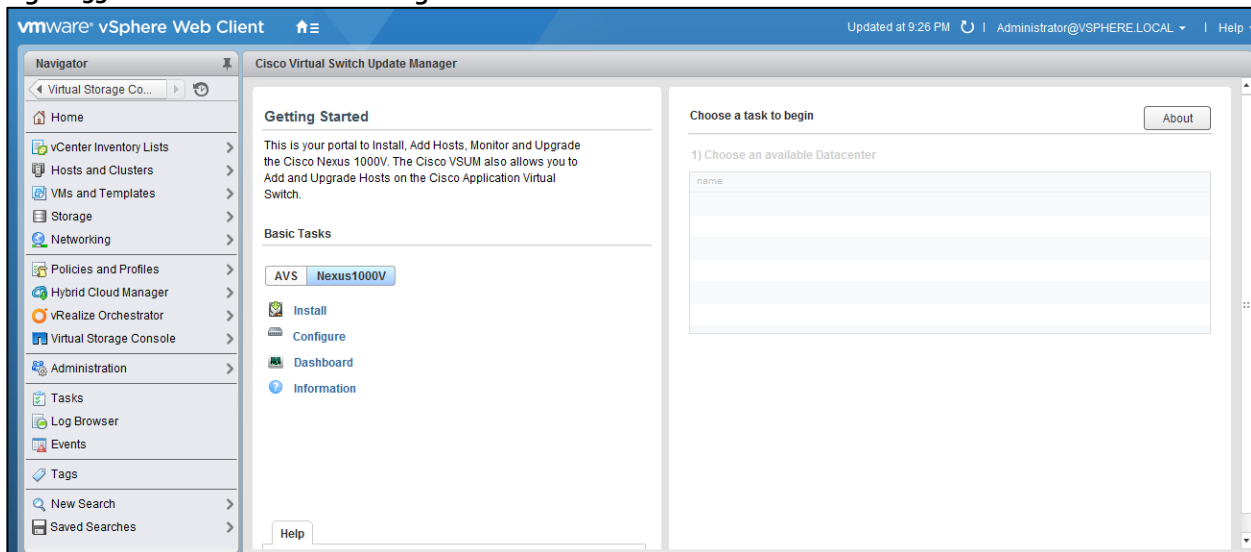 vmware® vSphere Web Client
Updated at 9:26 PM | Administrator@VSPHERE.LOCAL | Help
Navigator
Virtual Storage Co...
Home
vCenter Inventory Lists
Hosts and Clusters
VMs and Templates
Storage
Networking
Policies and Profiles
Hybrid Cloud Manager
vRealize Orchestrator
Virtual Storage Console
Administration
Tasks
Log Browser
Events
Tags
New Search
Saved Searches
Cisco Virtual Switch Update Manager
Getting Started
This is your portal to Install, Add Hosts, Monitor and Upgrade
the Cisco Nexus 1000V. The Cisco VSUM also allows you to
Add and Upgrade Hosts on the Cisco Application Virtual
Switch.
Basic Tasks
AVS Nexus1000V
Install
Configure
Dashboard
Information
Help
Choose a task to begin
About
1) Choose an available Datacenter
name